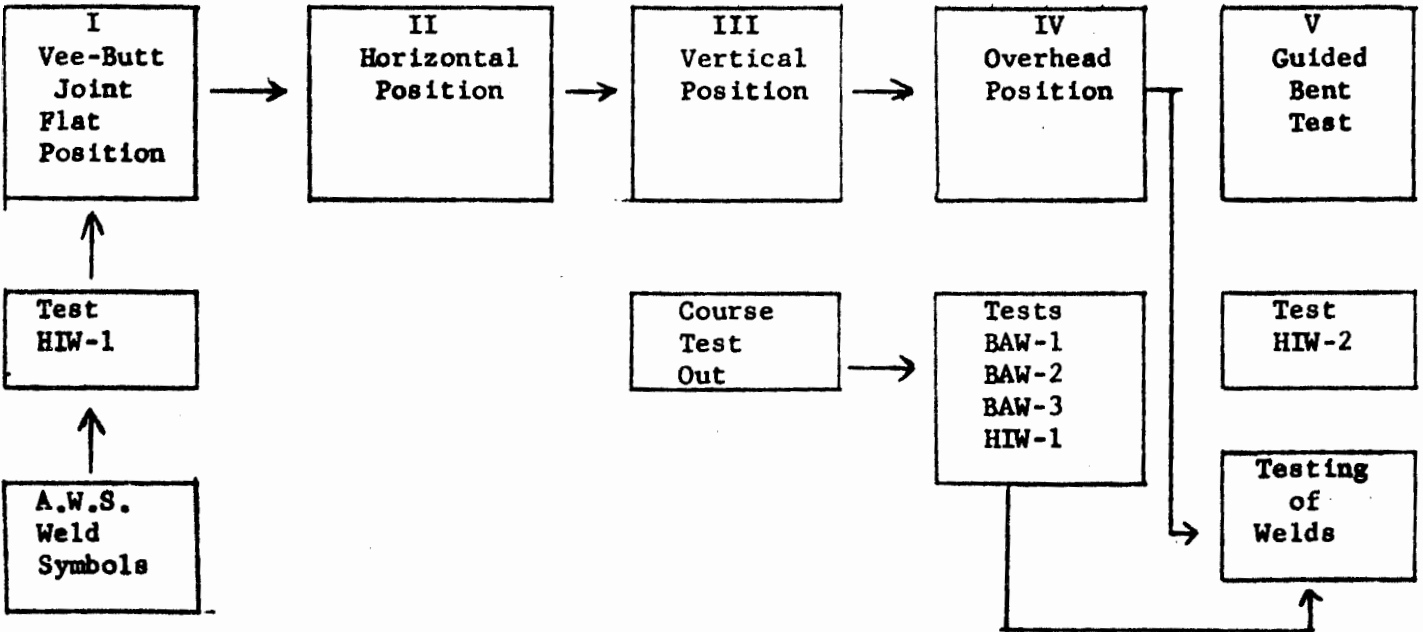 I
Vee-Butt
Joint
Flat
Position
II
Horizontal
Position
III
Vertical
Position
IV
Overhead
Position
V
Guided
Bent
Test
Test
HIW-1
Course
Test
Out
Tests
BAW-1
BAW-2
BAW-3
HIW-1
Test
HIW-2
A.W.S.
Weld
Symbols
Testing
of
Welds